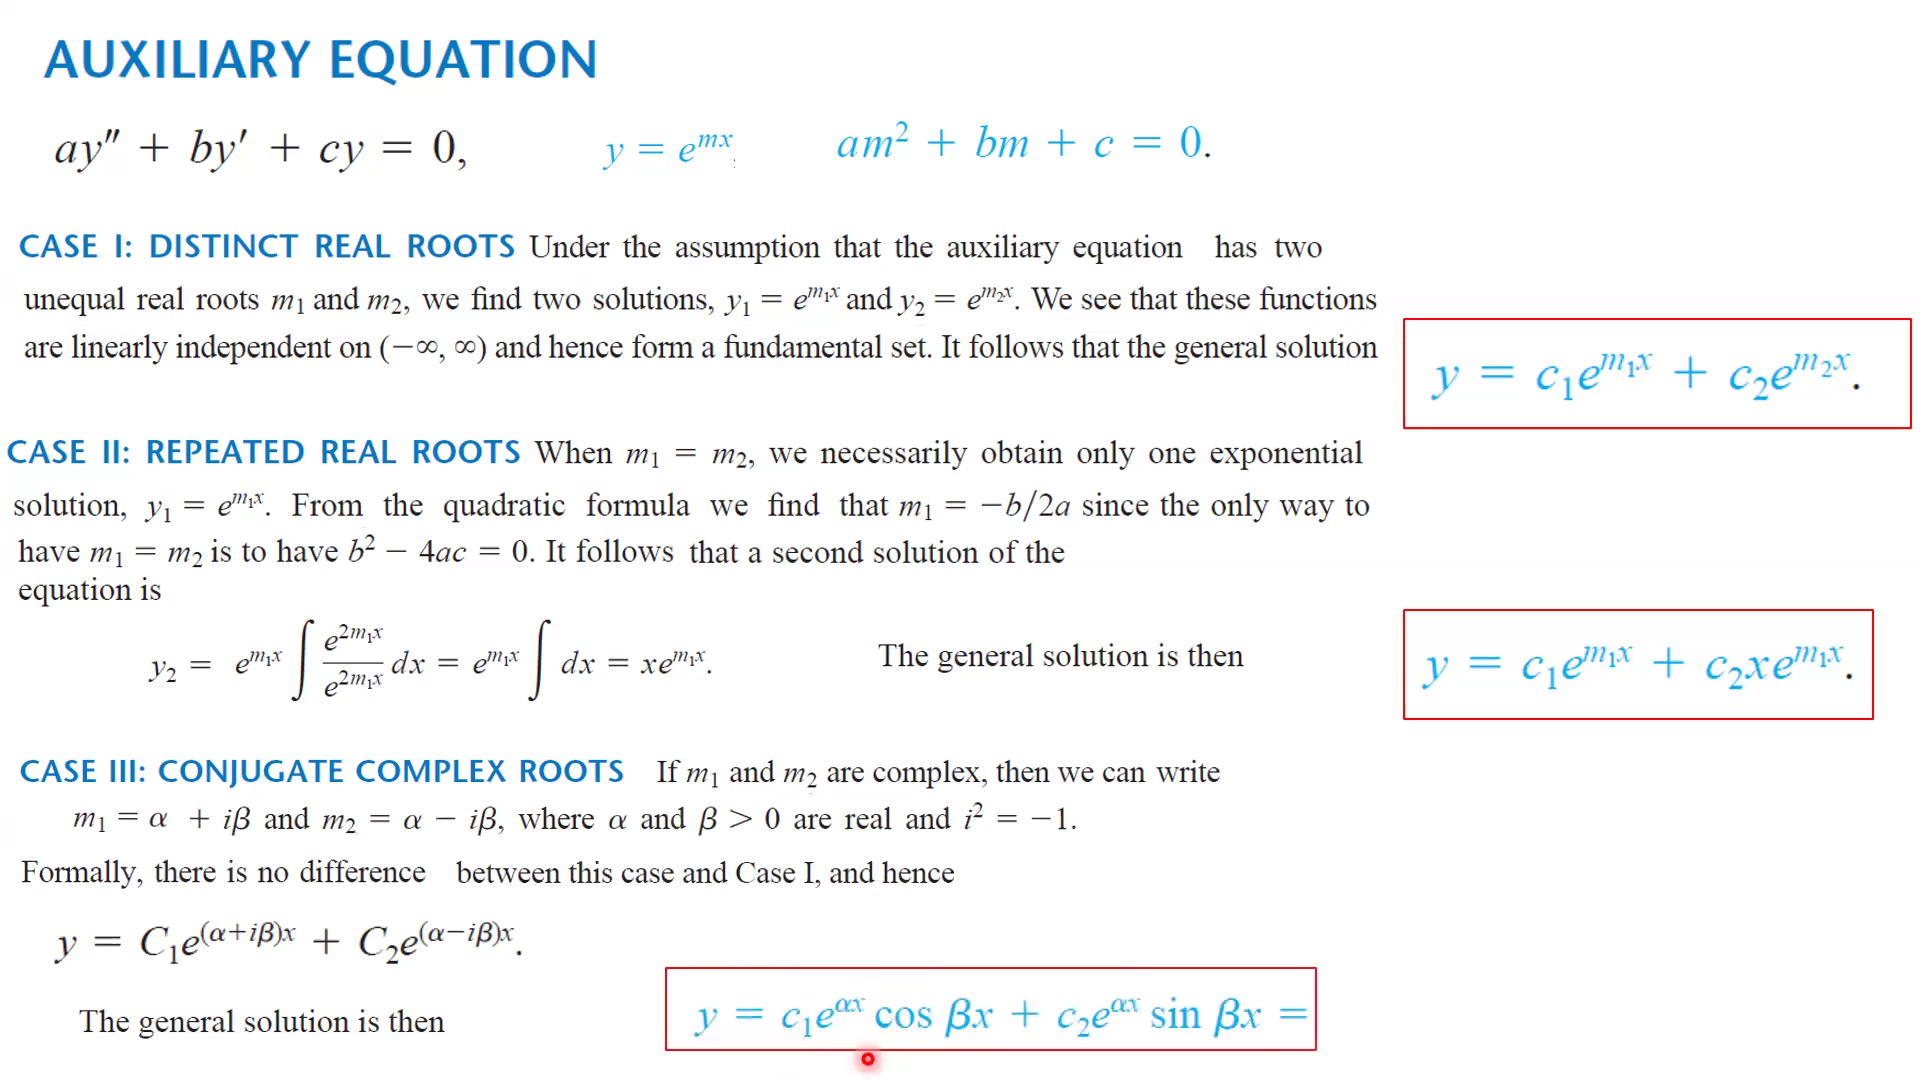 AUXILIARY EQUATION
ay″ + by′ + cy = 0,   y = e^{mx},   am² + bm + c = 0.
CASE I: DISTINCT REAL ROOTS Under the assumption that the auxiliary equation has two
unequal real roots m₁ and m₂, we find two solutions, y₁ = e^{m₁x} and y₂ = e^{m₂x}. We see that these functions
are linearly independent on (−∞, ∞) and hence form a fundamental set. It follows that the general solution
y = c₁e^{m₁x} + c₂e^{m₂x}.
CASE II: REPEATED REAL ROOTS When m₁ = m₂, we necessarily obtain only one exponential
solution, y₁ = e^{m₁x}. From the quadratic formula we find that m₁ = −b/2a since the only way to
have m₁ = m₂ is to have b² − 4ac = 0. It follows that a second solution of the
equation is
y₂ = e^{m₁x} ∫ e^{2m₁x}/e^{2m₁x} dx = e^{m₁x} ∫ dx = xe^{m₁x}.   The general solution is then
y = c₁e^{m₁x} + c₂xe^{m₁x}.
CASE III: CONJUGATE COMPLEX ROOTS If m₁ and m₂ are complex, then we can write
m₁ = α + iβ and m₂ = α − iβ, where α and β > 0 are real and i² = −1.
Formally, there is no difference between this case and Case I, and hence
y = C₁e^{(α+iβ)x} + C₂e^{(α−iβ)x}.
The general solution is then
y = c₁e^{αx} cos βx + c₂e^{αx} sin βx =